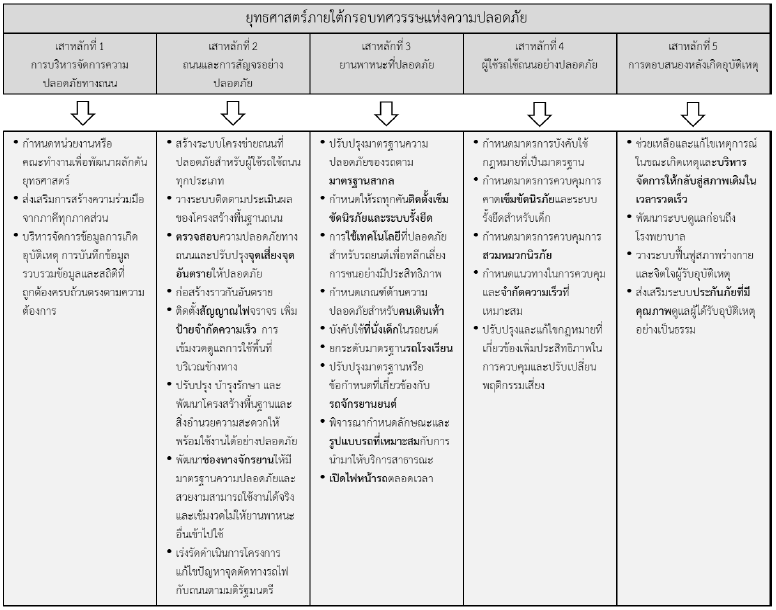 ยุทธศาสตร์ภายใต้กรอบทศวรรษแห่งความปลอดภัย
เสาหลักที่ 1
การบริหารจัดการความ
ปลอดภัยทางถนน
เสาหลักที่ 2
ถนนและการสัญจรอย่าง
ปลอดภัย
เสาหลักที่ 3
ยานพาหนะที่ปลอดภัย
เสาหลักที่ 4
ผู้ใช้รถใช้ถนนอย่างปลอดภัย
เสาหลักที่ 5
การตอบสนองหลังเกิดอุบัติเหตุ
• กำหนดหน่วยงานหรือ
คณะทำงานเพื่อพัฒนาผลักดัน
ยุทธศาสตร์
• ส่งเสริมการสร้างความร่วมมือ
จากภาคีทุกภาคส่วน
• บริหารจัดการข้อมูลการเกิด
อุบัติเหตุ การบันทึกข้อมูล
รวบรวมข้อมูลและสถิติที่
ถูกต้องครบถ้วนตรงตามความ
ต้องการ
• สร้างระบบโครงข่ายถนนที่
ปลอดภัยสำหรับผู้ใช้รถใช้ถนน
ทุกประเภท
• วางระบบติดตามประเมินผล
ของโครงสร้างพื้นฐานถนน
• ตรวจสอบความปลอดภัยทาง
ถนนและปรับปรุงจุดเสี่ยงจุด
อันตรายให้ปลอดภัย
• ก่อสร้างราวกันอันตราย
• ติดตั้งสัญญาณไฟจราจร เพิ่ม
ป้ายจำกัดความเร็ว การ
เข้มงวดดูแลการใช้พื้นที่
บริเวณข้างทาง
• ปรับปรุง บำรุงรักษา และ
พัฒนาโครงสร้างพื้นฐานและ
สิ่งอำนวยความสะดวกให้
พร้อมใช้งานได้อย่างปลอดภัย
• พัฒนาช่องทางจักรยานให้มี
มาตรฐานความปลอดภัยและ
สวยงามสามารถใช้งานได้จริง
และเข้มงวดไม่ให้ยานพาหนะ
อื่นเข้าไปใช้
• เร่งรัดดำเนินการโครงการ
แก้ไขปัญหาจุดตัดทางรถไฟ
กับถนนตามมติรัฐมนตรี
• ปรับปรุงมาตรฐานความ
ปลอดภัยของรถตาม
มาตรฐานสากล
• กำหนดให้รถทุกคันติดตั้งเข็ม
ขัดนิรภัยและระบบรั้งยึด
• การใช้เทคโนโลยีที่ปลอดภัย
สำหรับรถยนต์เพื่อหลีกเลี่ยง
การชนอย่างมีประสิทธิภาพ
• กำหนดเกณฑ์ด้านความ
ปลอดภัยสำหรับคนเดินเท้า
• บังคับใช้ที่นั่งเด็กในรถยนต์
• ยกระดับมาตรฐานรถโรงเรียน
• ปรับปรุงมาตรฐานหรือ
ข้อกำหนดที่เกี่ยวข้องกับ
รถจักรยานยนต์
• พิจารณากำหนดลักษณะและ
รูปแบบรถที่เหมาะสมกับการ
นำมาให้บริการสาธารณะ
• เปิดไฟหน้ารถตลอดเวลา
• กำหนดมาตรการบังคับใช้
กฎหมายที่เป็นมาตรฐาน
• กำหนดมาตรการควบคุมการ
คาดเข็มขัดนิรภัยและระบบ
รั้งยึดสำหรับเด็ก
• กำหนดมาตรการควบคุมการ
สวมหมวกนิรภัย
• กำหนดแนวทางในการควบคุม
และจำกัดความเร็วที่
เหมาะสม
• ปรับปรุงและแก้ไขกฎหมายที่
เกี่ยวข้องเพิ่มประสิทธิภาพใน
การควบคุมและปรับเปลี่ยน
พฤติกรรมเสี่ยง
• ช่วยเหลือและแก้ไขเหตุการณ์
ในขณะเกิดเหตุและบริหาร
จัดการให้กลับสู่สภาพเดิมใน
เวลารวดเร็ว
• พัฒนาระบบดูแลก่อนถึง
โรงพยาบาล
• วางระบบฟื้นฟูสภาพร่างกาย
และจิตใจผู้รับอุบัติเหตุ
• ส่งเสริมระบบประกันภัยที่มี
คุณภาพดูแลผู้ได้รับอุบัติเหตุ
อย่างเป็นธรรม